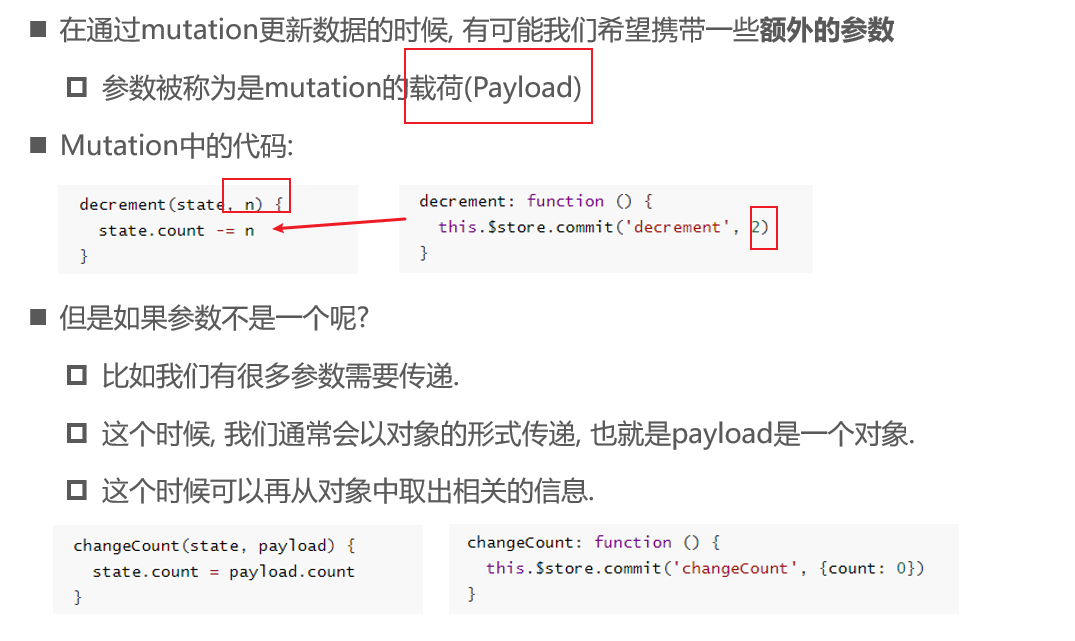 在通过mutation更新数据的时候, 有可能我们希望携带一些额外的参数
参数被称为是mutation的载荷(Payload)
Mutation中的代码:
decrement(state, n) {
state.count -= n
}
decrement: function () {
this.$store.commit('decrement', 2)
}
但是如果参数不是一个呢?
比如我们有很多参数需要传递.
这个时候, 我们通常会以对象的形式传递, 也就是payload是一个对象.
这个时候可以再从对象中取出相关的信息.
changeCount(state, payload) {
state.count = payload.count
}
changeCount: function () {
this.$store.commit('changeCount', {count: 0})
}